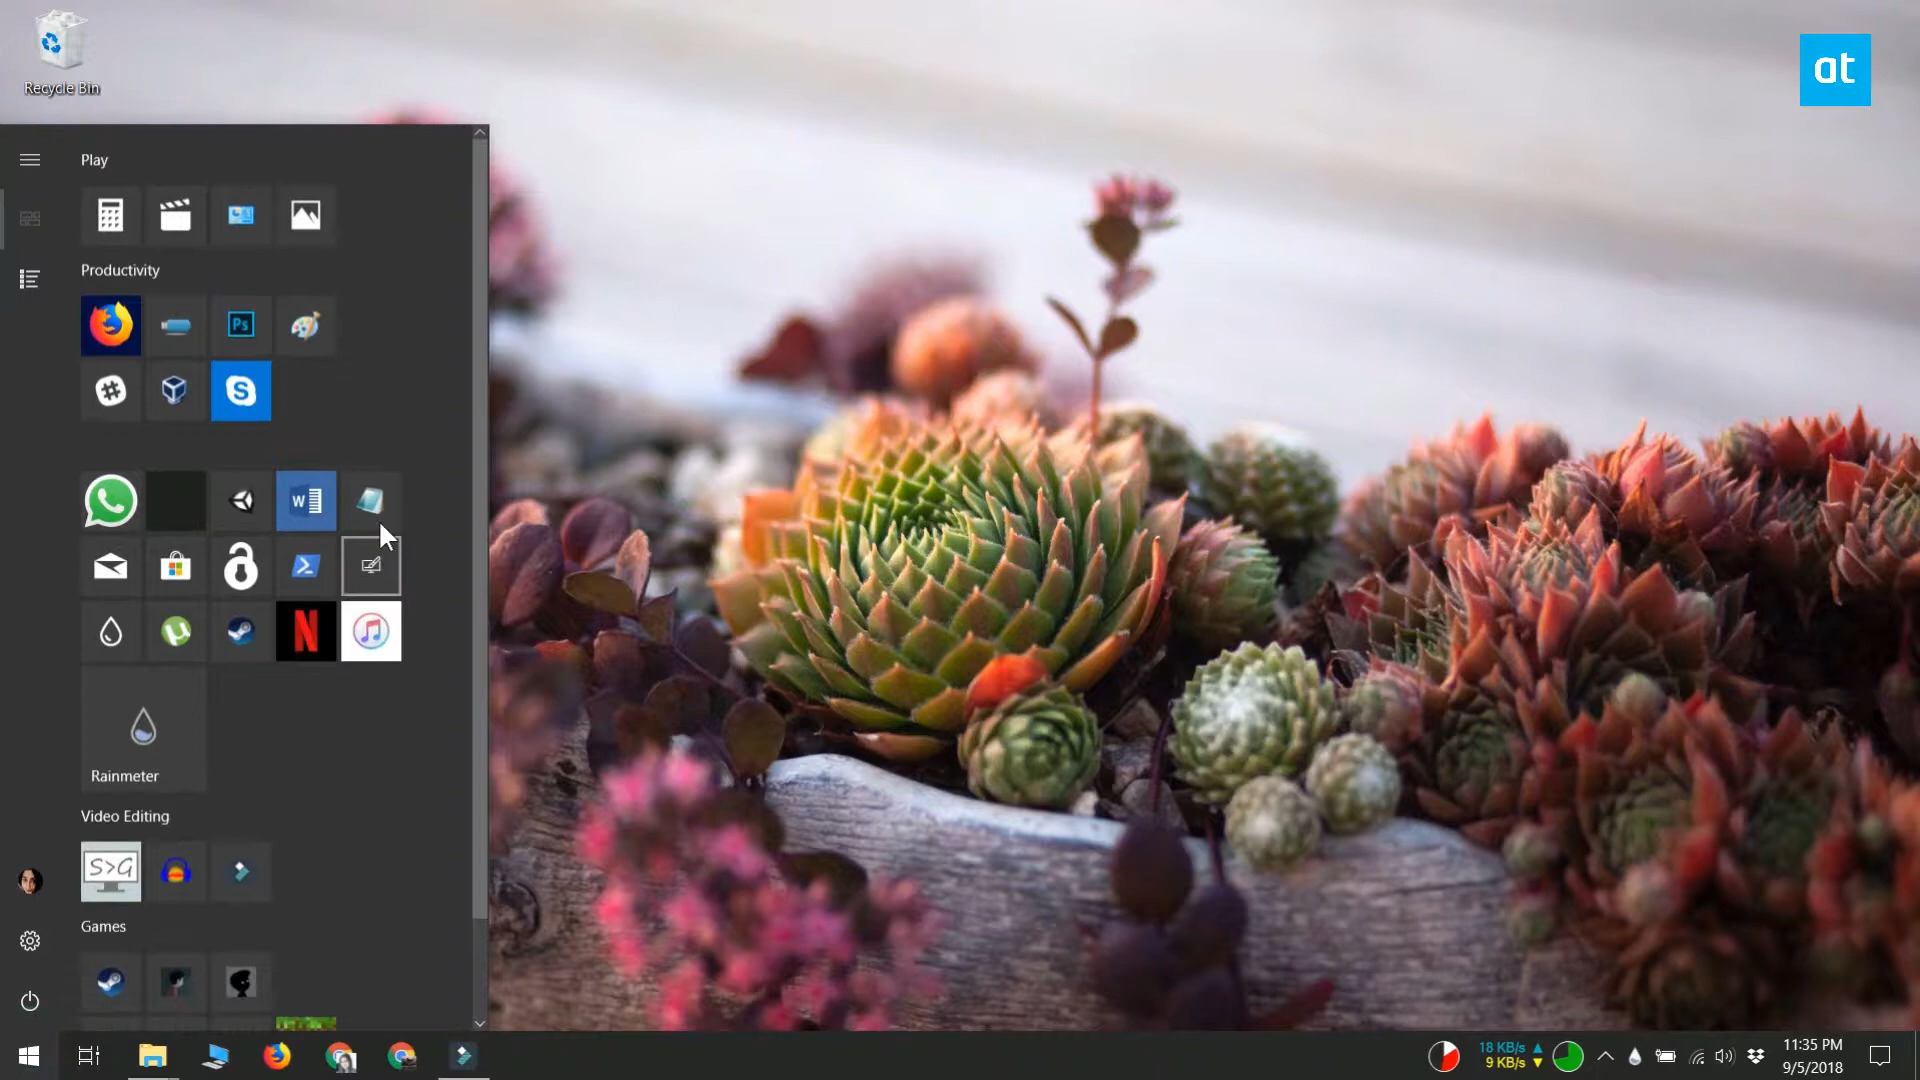 Recycle Bin
at
Play
Productivity
Ps
S
W
N
Rainmeter
Video Editing
S>G
Games
18 KB/s
9 KB/s
11:35 PM
9/5/2018